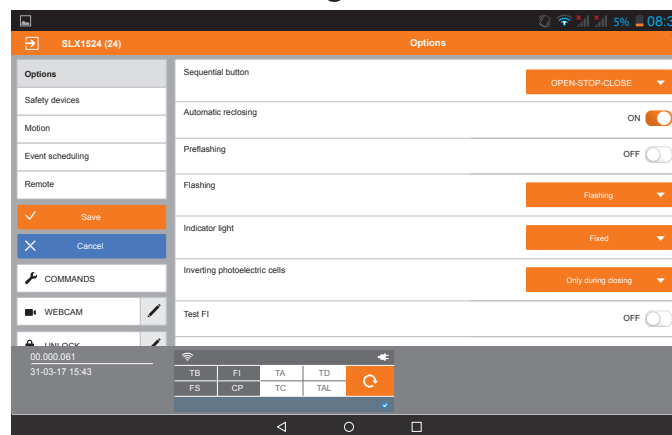 5% 08:3
SLX1524 (24)
Options
Options
Safety devices
Motion
Event scheduling
Remote
Save
Cancel
COMMANDS
WEBCAM
UNLOCK
Sequential button
OPEN-STOP-CLOSE
Automatic reclosing
ON
Preflashing
OFF
Flashing
Flashing
Indicator light
Fixed
Inverting photoelectric cells
Only during closing
Test FI
OFF
00.000.061
31-03-17 15:43
TB FI TA TD
FS CP TC TAL